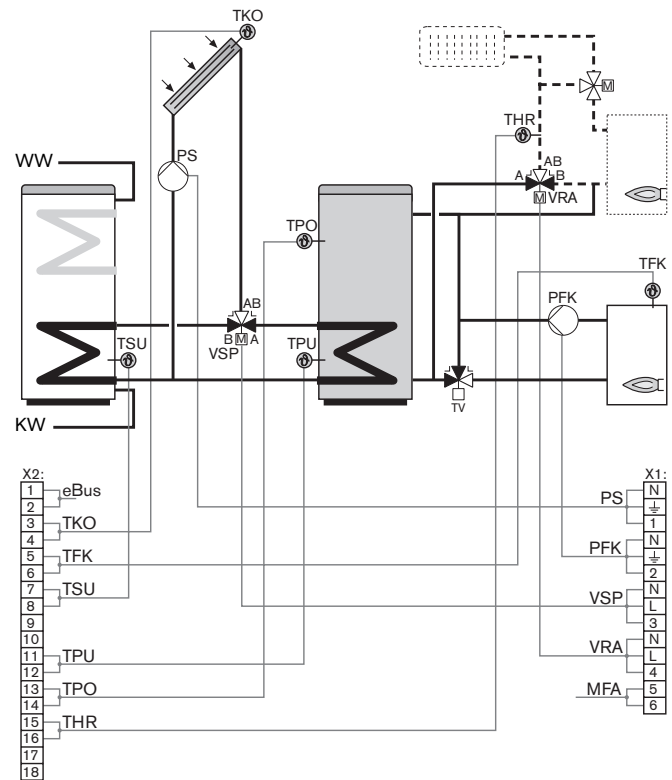 TKO
THR
AB
A
B
M
VRA
M
WW
PS
TPO
TFK
PFK
AB
B
M
A
VSP
TSU
TPU
TV
KW
X2:
1
2
eBus
3
4
TKO
5
6
TFK
7
8
TSU
9
10
11
12
TPU
13
14
TPO
15
16
THR
17
18
X1:
PS
N
1
PFK
N
2
VSP
N
L
3
VRA
N
L
4
MFA
5
6